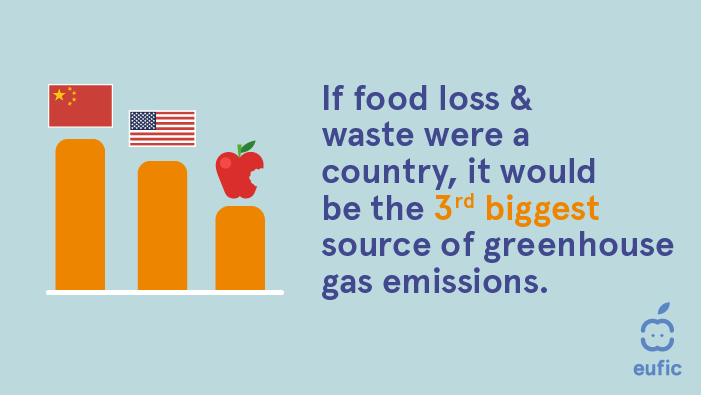 If food loss &
waste were a
country, it would
be the 3rd biggest
source of greenhouse
gas emissions.
eufic